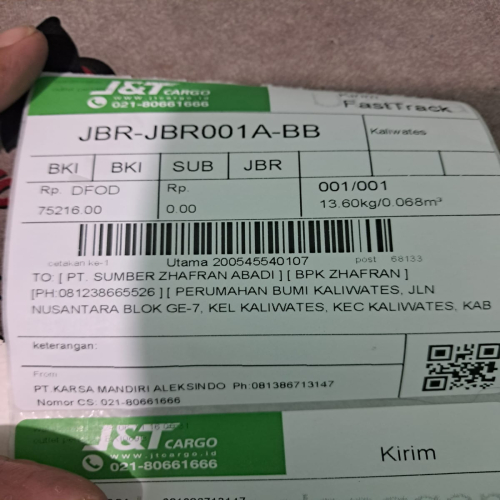 J&T CARGO
www.jtcargo.id
021-80661666
FastTrack
JBR-JBR001A-BB
Kaliwates
BKI BKI SUB JBR
Rp. DFOD Rp. 001/001
75216.00 0.00 13.60kg/0.068m³
cetakan ke-1 Utama 200545540107 post 68133
TO: [ PT. SUMBER ZHAFRAN ABADI ] [ BPK ZHAFRAN ]
[PH:081238665526 ] [ PERUMAHAN BUMI KALIWATES, JLN
NUSANTARA BLOK GE-7, KEL KALIWATES, KEC KALIWATES, KAB
keterangan:
From
PT.KARSA MANDIRI ALEKSINDO Ph:081386713147
Nomor CS: 021-80661666
J&T CARGO
www.jtcargo.id
021-80661666
Kirim